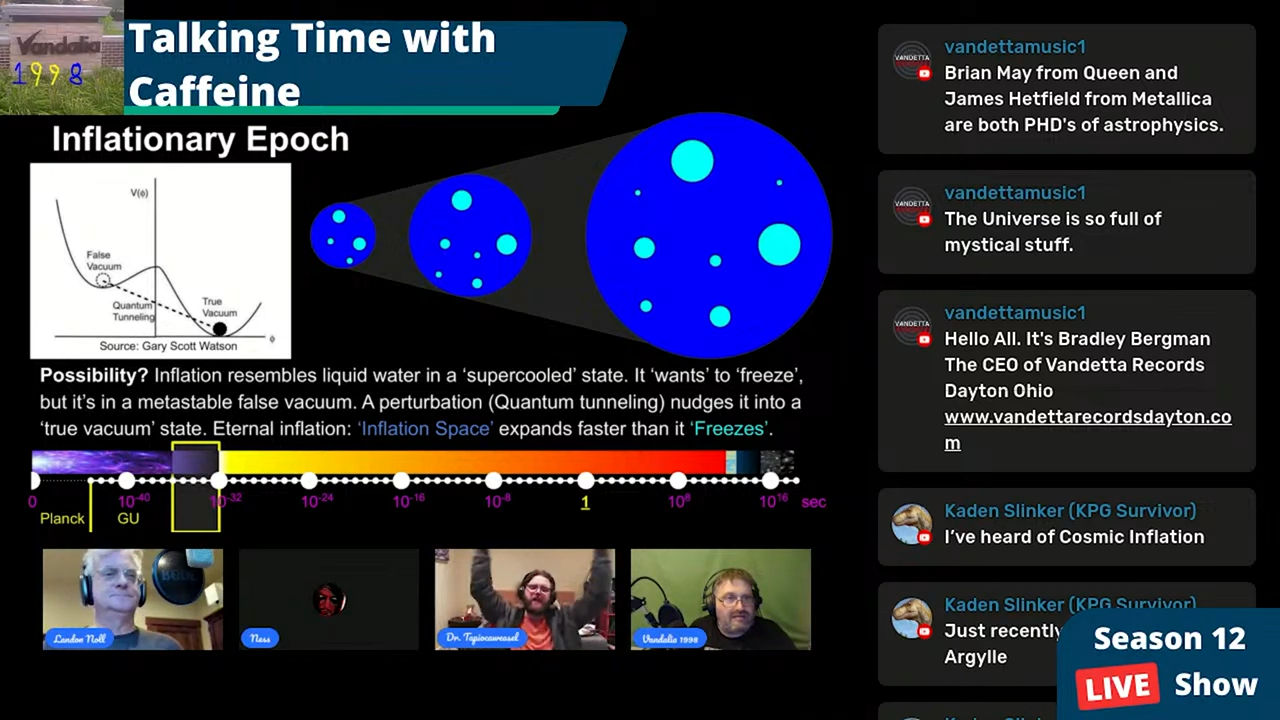 Vandalia
1998
Talking Time with
Caffeine
Inflationary Epoch
V(ϕ)
False
Vacuum
Quantum
Tunneling
True
Vacuum
ϕ
Source: Gary Scott Watson
Possibility? Inflation resembles liquid water in a ‘supercooled’ state. It ‘wants’ to ‘freeze’,
but it’s in a metastable false vacuum. A perturbation (Quantum tunneling) nudges it into a
‘true vacuum’ state. Eternal inflation: ‘Inflation Space’ expands faster than it ‘Freezes’.
0 10⁻⁴⁰ 10⁻³² 10⁻²⁴ 10⁻¹⁶ 10⁻⁸ 1 10⁸ 10¹⁶ sec
Planck GU
BLUE
Landon Noll
Ness
Dr. Tapiocaweasel
Vandalia 1998
VANDETTA
vandettamusic1
Brian May from Queen and
James Hetfield from Metallica
are both PHD's of astrophysics.
VANDETTA
vandettamusic1
The Universe is so full of
mystical stuff.
VANDETTA
vandettamusic1
Hello All. It's Bradley Bergman
The CEO of Vandetta Records
Dayton Ohio
www.vandettarecordsdayton.co
m
Kaden Slinker (KPG Survivor)
I’ve heard of Cosmic Inflation
Kaden Slinker (KPG Survivor)
Just recently
Argylle
Season 12
LIVE Show